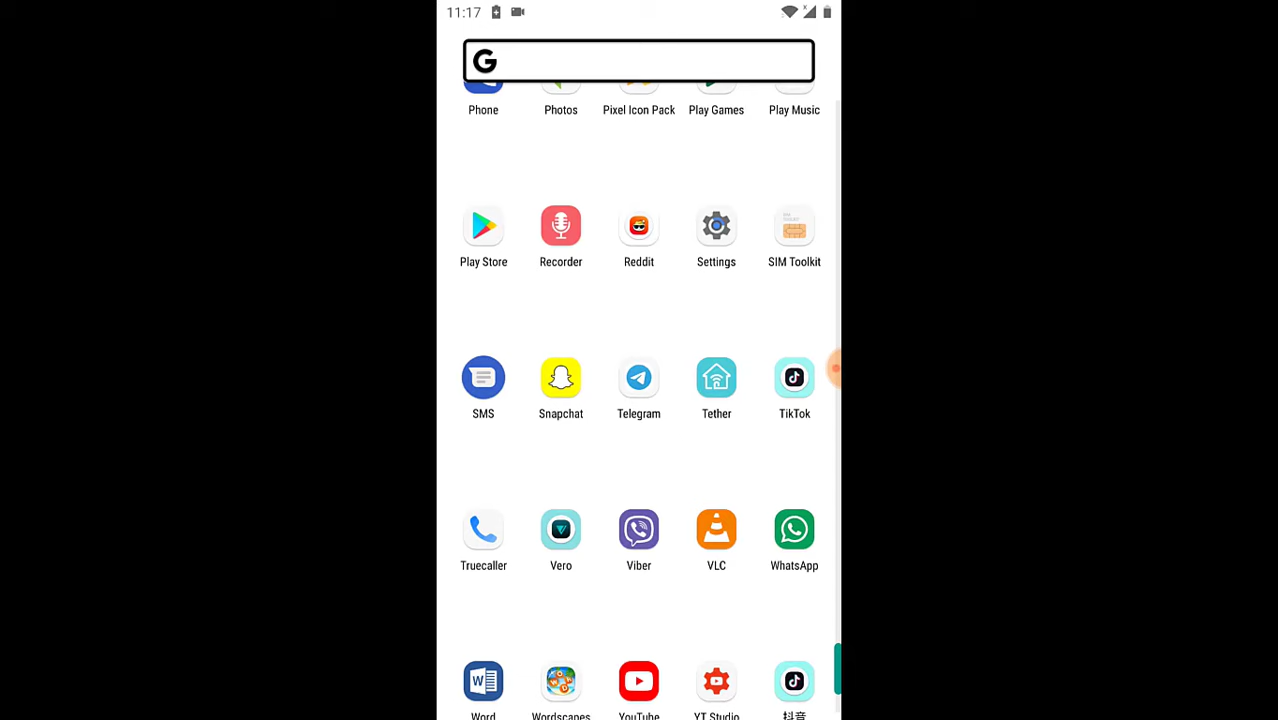 11:17
G
Phone Photos Pixel Icon Pack Play Games Play Music
Play Store Recorder Reddit Settings SIM Toolkit
SMS Snapchat Telegram Tether TikTok
Truecaller Vero Viber VLC WhatsApp
Word Wordscapes YouTube YT Studio 抖音